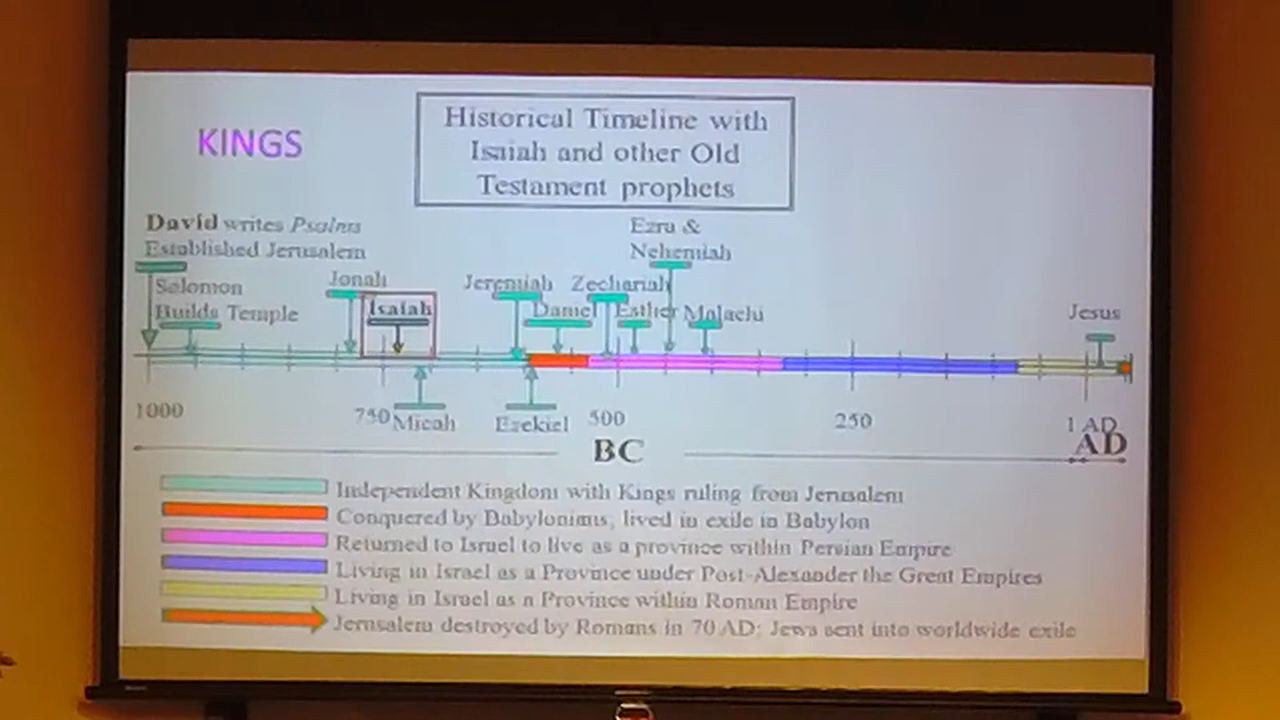 KINGS
Historical Timeline with
Isaiah and other Old
Testament prophets
David writes Psalms
Established Jerusalem
Ezra &
Nehemiah
Solomon
Builds Temple
Jonah
Isaiah
Jeremiah
Zechariah
Daniel
Esther
Malachi
Jesus
1000
750
Micah
Ezekiel
500
250
1 AD
BC
AD
Independent Kingdom with Kings ruling from Jerusalem
Conquered by Babylonians; lived in exile in Babylon
Returned to Israel to live as a province within Persian Empire
Living in Israel as a Province under Post-Alexander the Great Empires
Living in Israel as a Province within Roman Empire
Jerusalem destroyed by Romans in 70 AD; Jews sent into worldwide exile